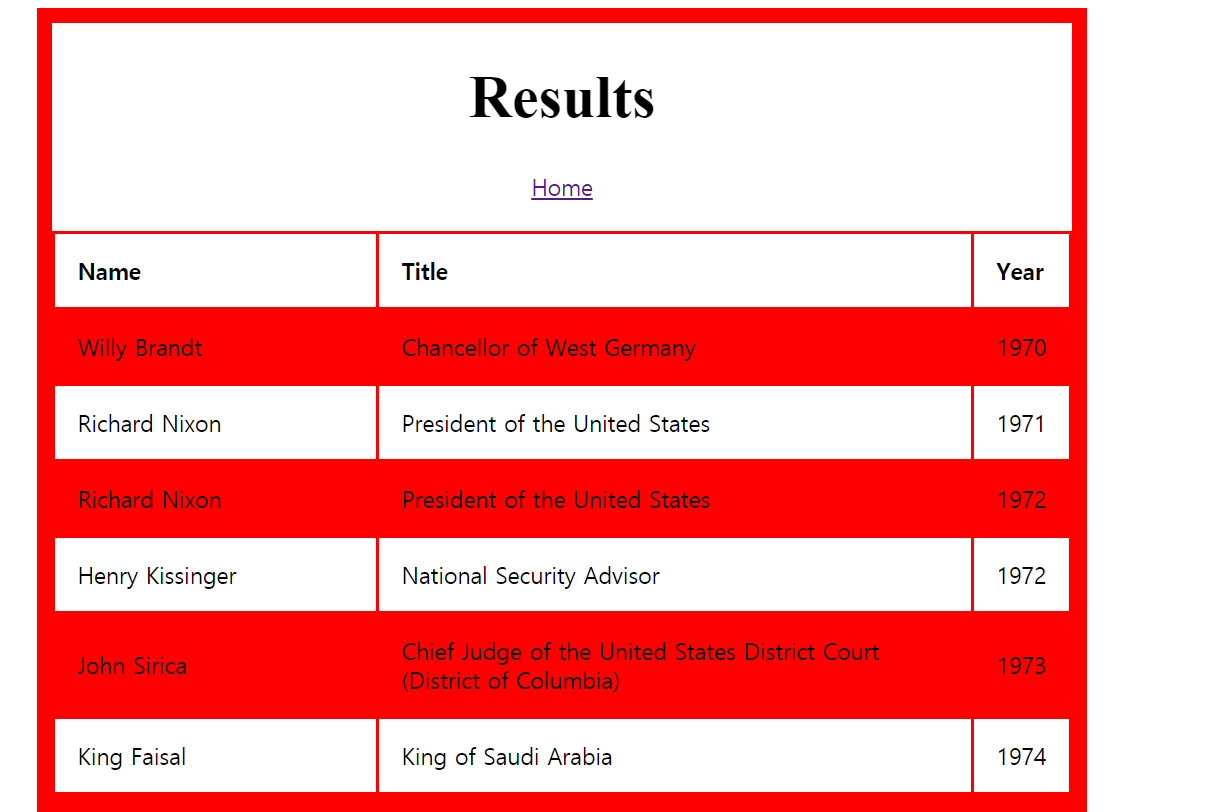 Results
Home
Name Title Year
Willy Brandt Chancellor of West Germany 1970
Richard Nixon President of the United States 1971
Richard Nixon President of the United States 1972
Henry Kissinger National Security Advisor 1972
John Sirica Chief Judge of the United States District Court 1973
(District of Columbia)
King Faisal King of Saudi Arabia 1974